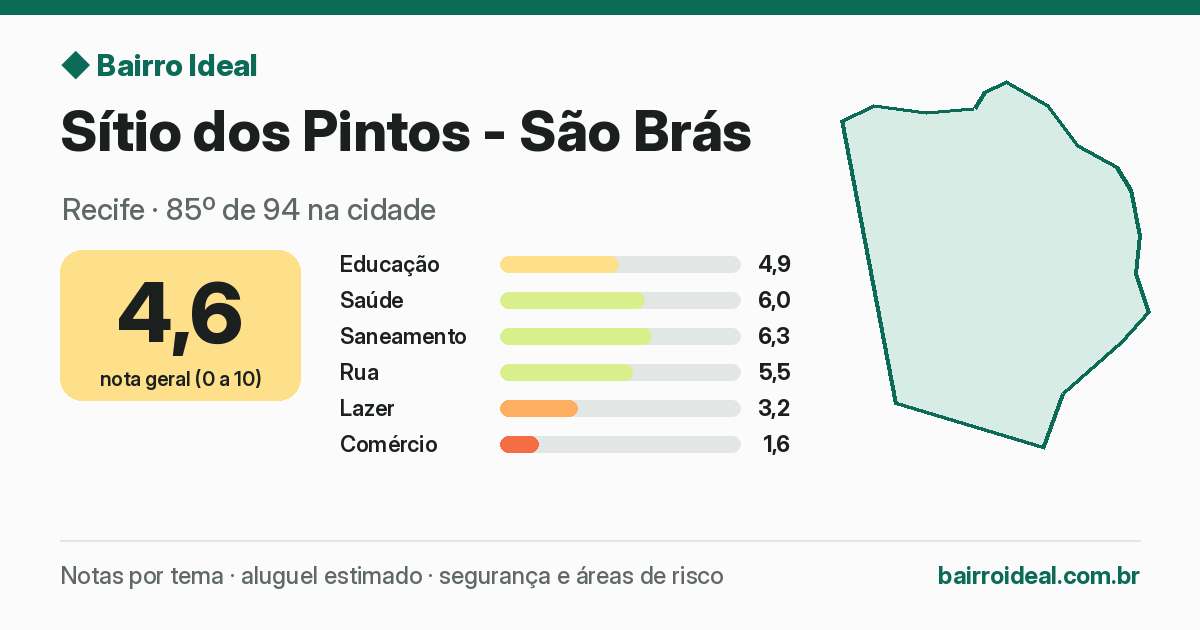 Bairro Ideal
Sítio dos Pintos - São Brás
Recife · 85º de 94 na cidade
4,6
nota geral (0 a 10)
Educação 4,9
Saúde 6,0
Saneamento 6,3
Rua 5,5
Lazer 3,2
Comércio 1,6
Notas por tema · aluguel estimado · segurança e áreas de risco
bairroideal.com.br